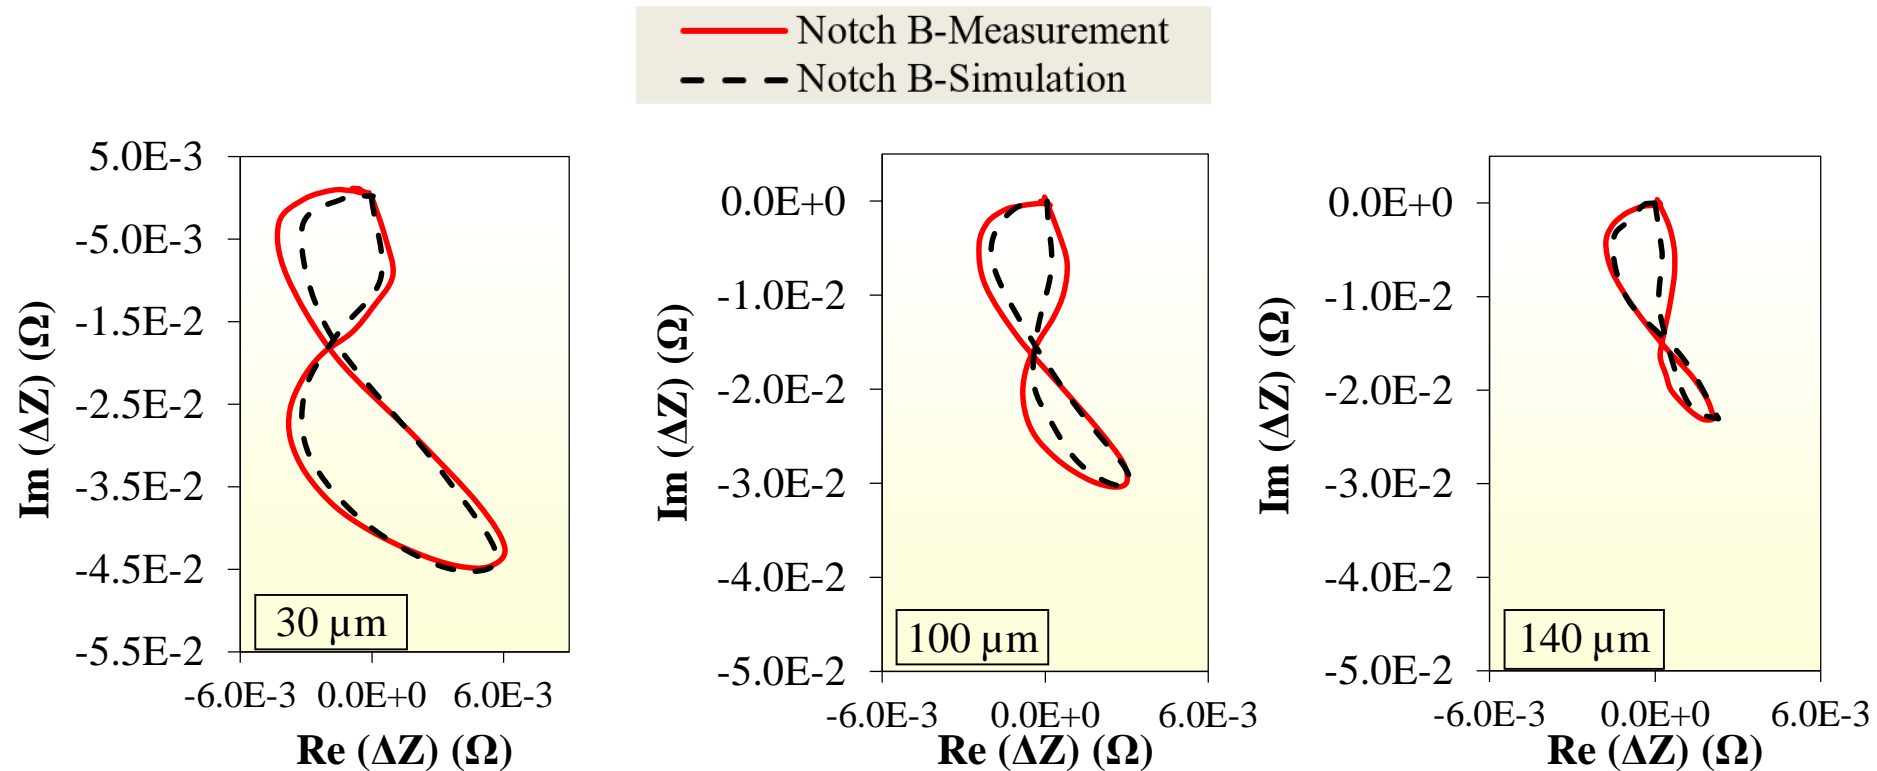 Notch B-Measurement
Notch B-Simulation
5.0E-3
-5.0E-3
-1.5E-2
-2.5E-2
-3.5E-2
-4.5E-2
-5.5E-2
Im (ΔZ) (Ω)
30 µm
-6.0E-3 0.0E+0 6.0E-3
Re (ΔZ) (Ω)
0.0E+0
-1.0E-2
-2.0E-2
-3.0E-2
-4.0E-2
-5.0E-2
Im (ΔZ) (Ω)
100 µm
-6.0E-3 0.0E+0 6.0E-3
Re (ΔZ) (Ω)
0.0E+0
-1.0E-2
-2.0E-2
-3.0E-2
-4.0E-2
-5.0E-2
Im (ΔZ) (Ω)
140 µm
-6.0E-3 0.0E+0 6.0E-3
Re (ΔZ) (Ω)